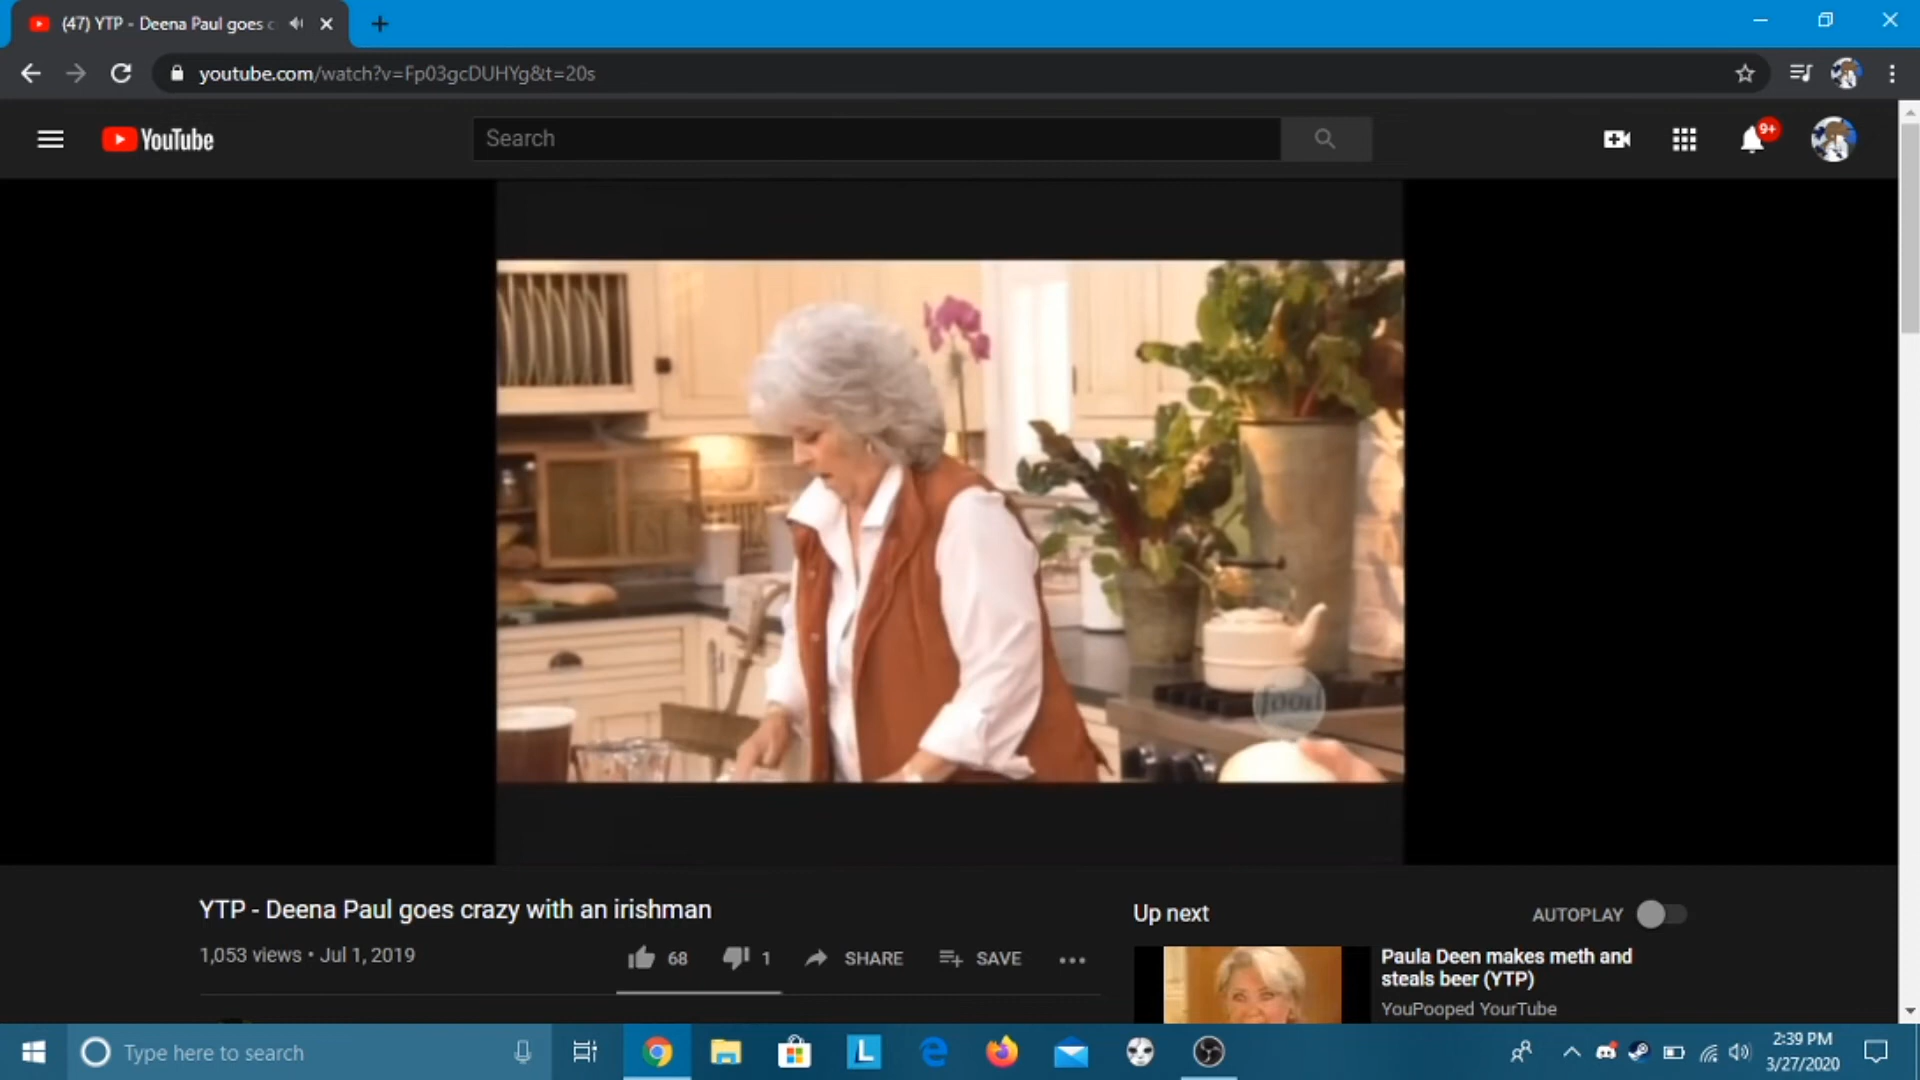 (47) YTP - Deena Paul goes c
youtube.com/watch?v=Fp03gcDUHYg&t=20s
YouTube
Search
9+
food
YTP - Deena Paul goes crazy with an irishman
1,053 views • Jul 1, 2019
68
1
SHARE
SAVE
Up next
AUTOPLAY
Paula Deen makes meth and
steals beer (YTP)
YouPooped YourTube
Type here to search
L
2:39 PM
3/27/2020